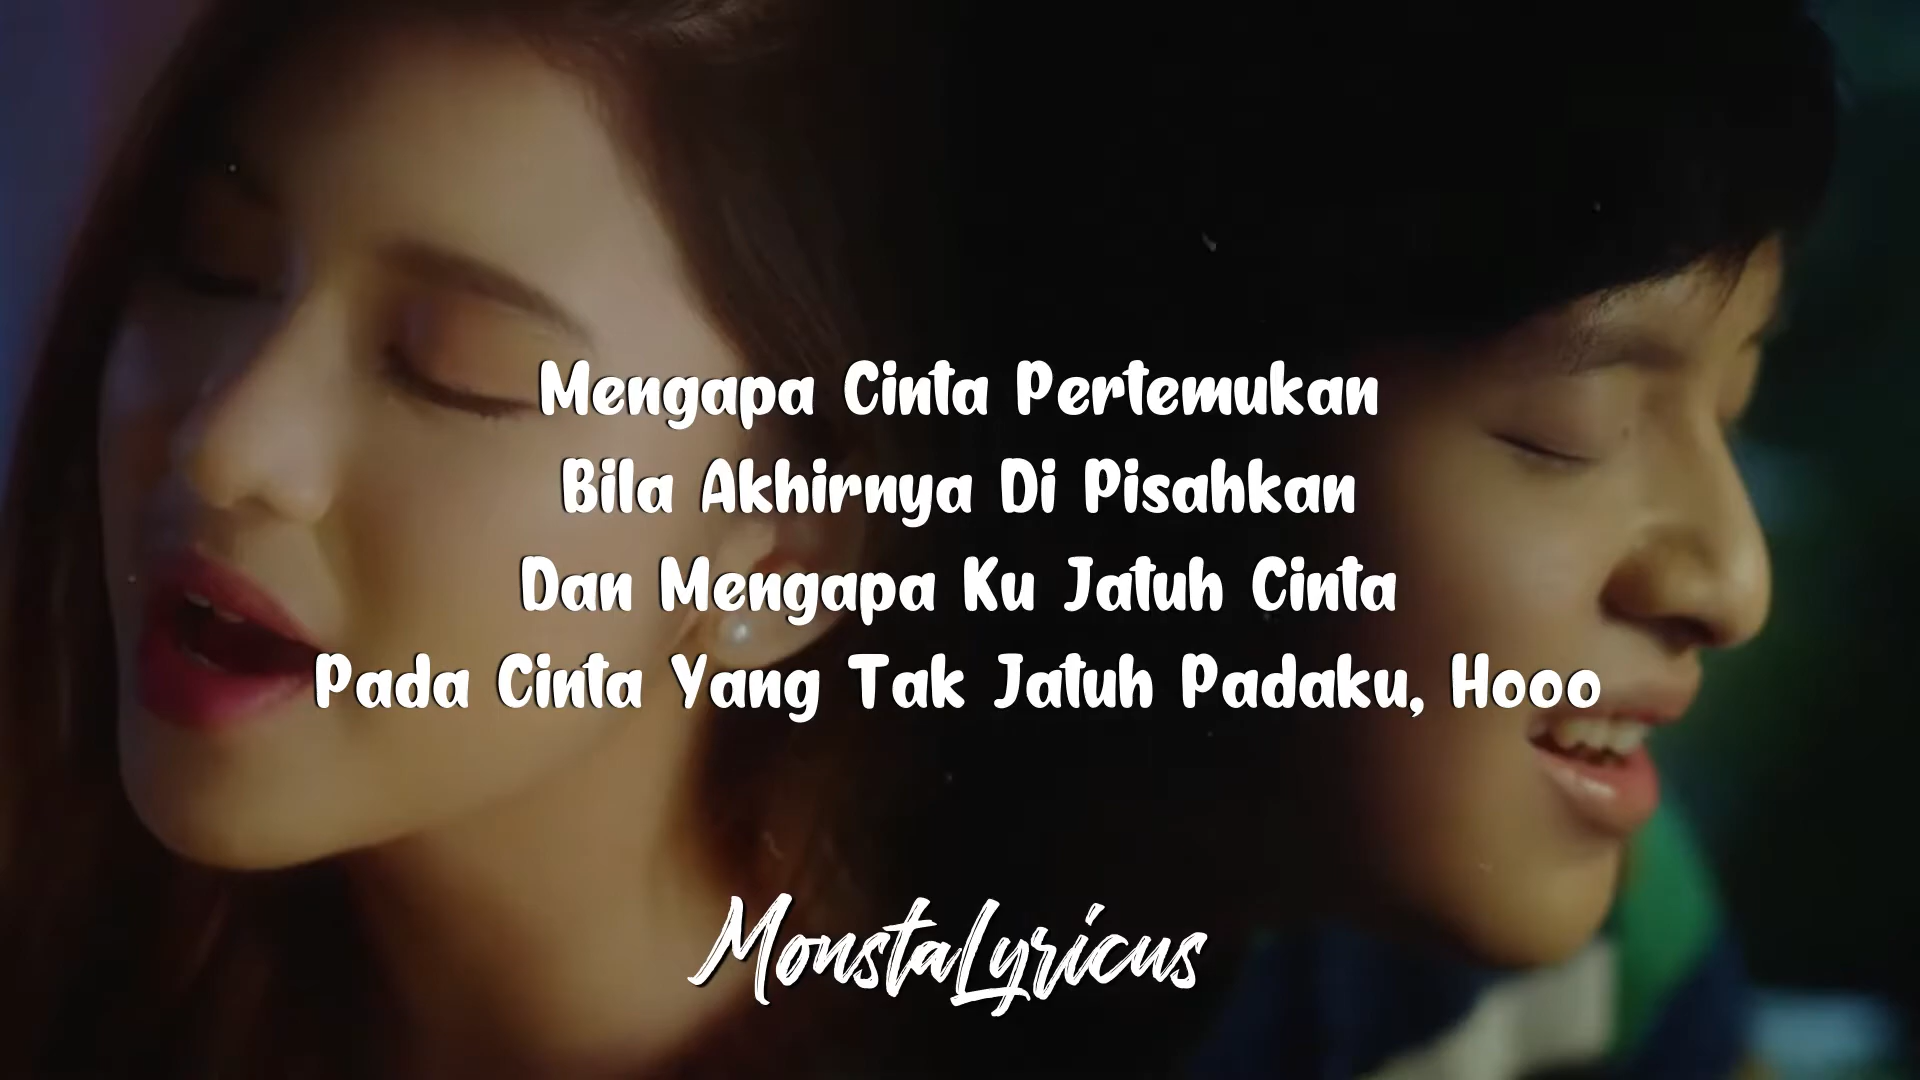 Mengapa Cinta Pertemukan
Bila Akhirnya Di Pisahkan
Dan Mengapa Ku Jatuh Cinta
Pada Cinta Yang Tak Jatuh Padaku, Hooo
MonstaLyricus